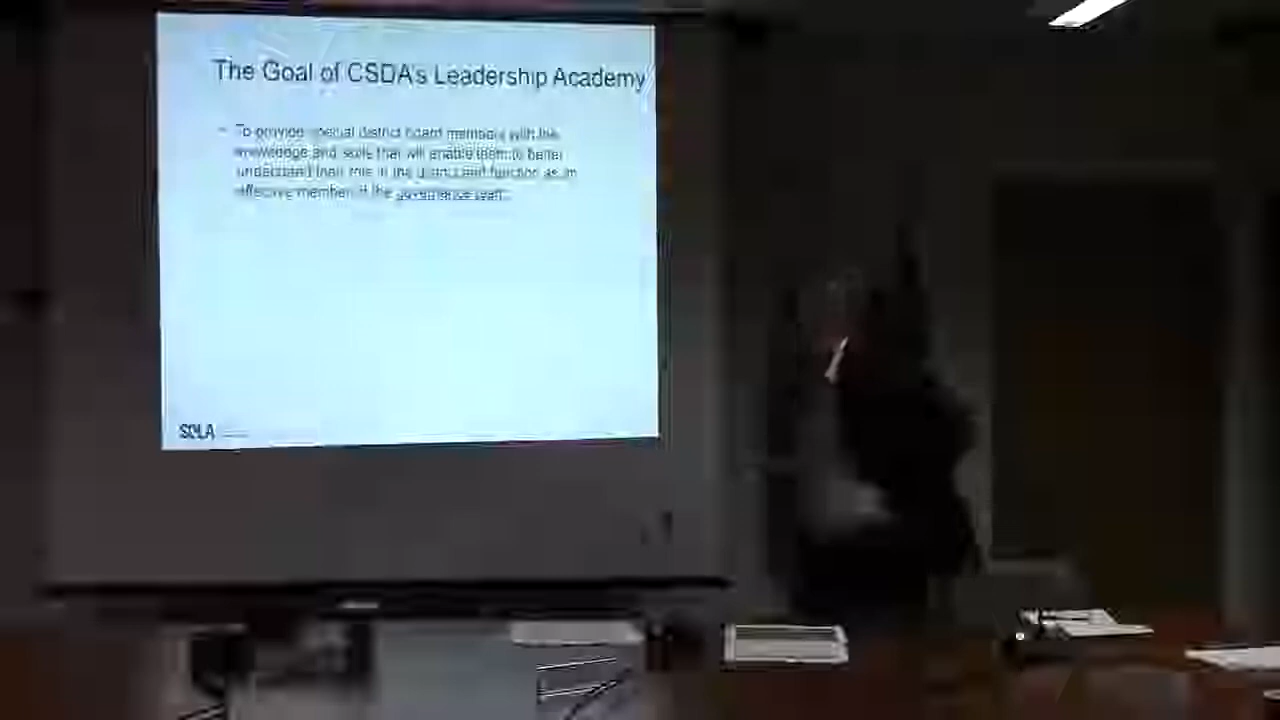 The Goal of CSDA's Leadership Academy
To provide special district board members with the
knowledge and skills that will enable them to better
understand their role in the district and function as an
effective member of the governance team.
SDLA